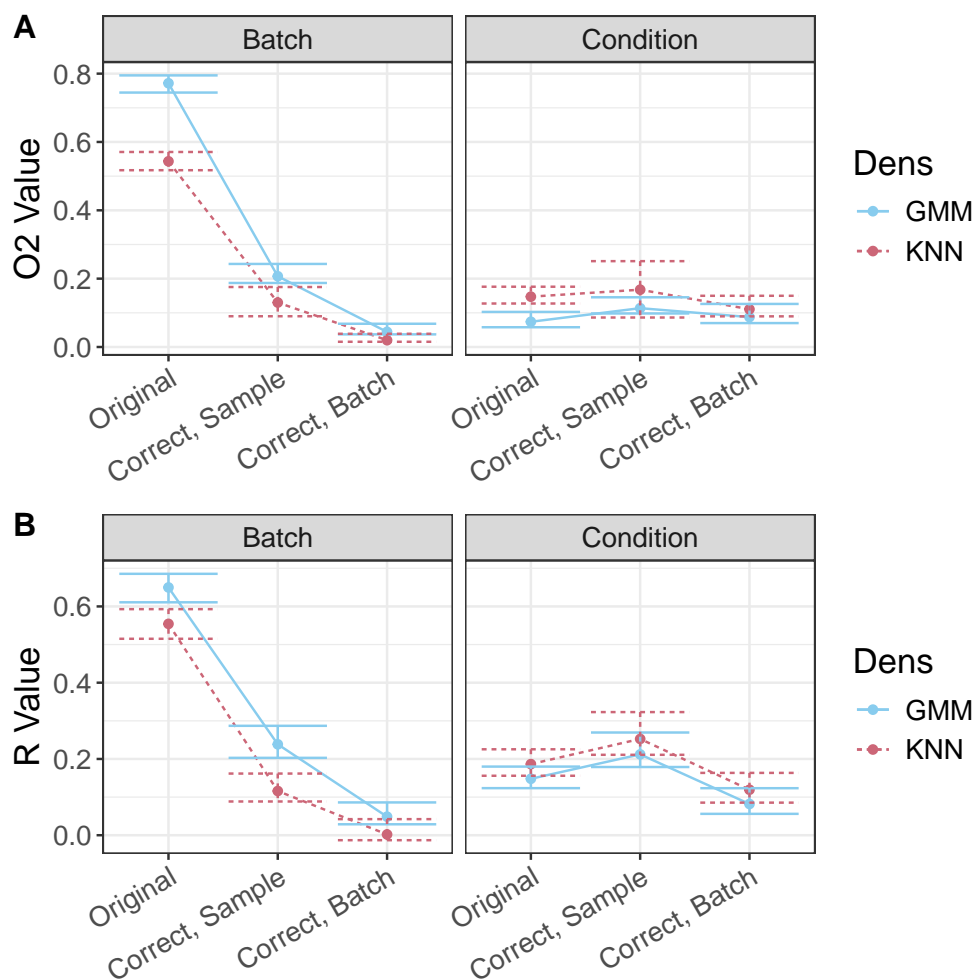 A
Batch
Condition
O2 Value
0.8
0.6
0.4
0.2
0.0
Original
Correct, Sample
Correct, Batch
Original
Correct, Sample
Correct, Batch
Dens
GMM
KNN
B
Batch
Condition
R Value
0.6
0.4
0.2
0.0
Original
Correct, Sample
Correct, Batch
Original
Correct, Sample
Correct, Batch
Dens
GMM
KNN